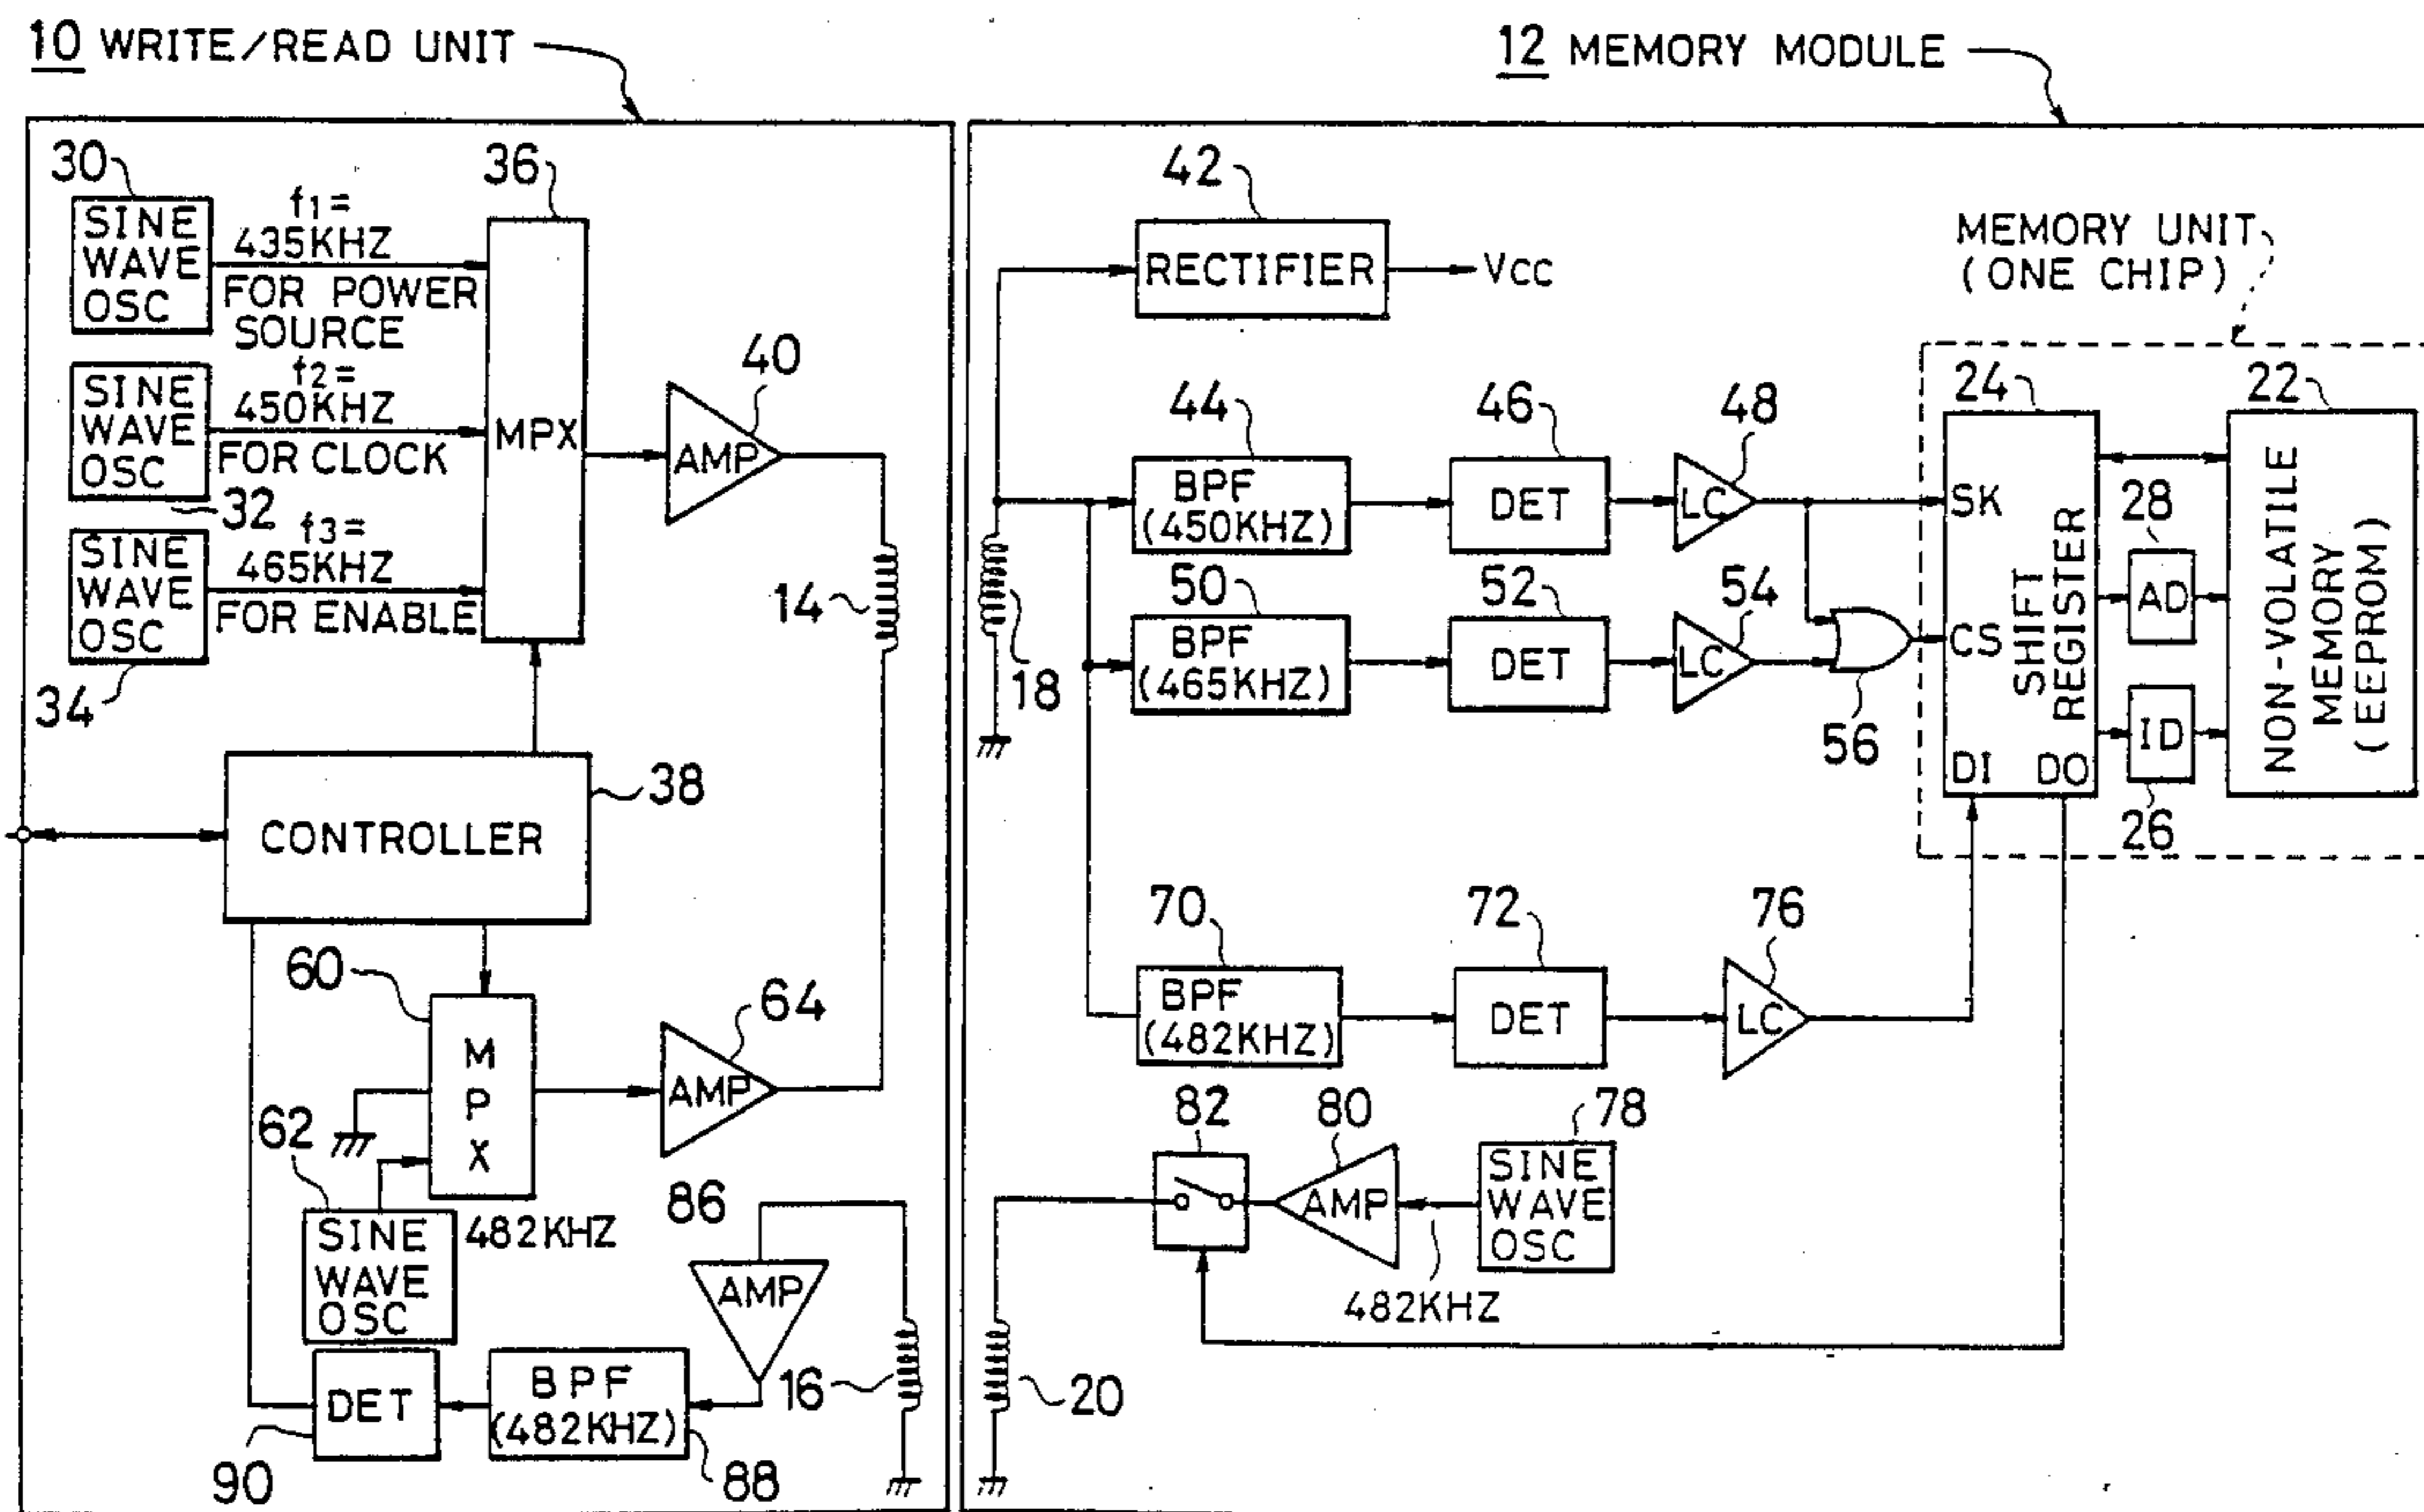 10 WRITE/READ UNIT
12 MEMORY MODULE
30
SINE
WAVE
OSC
f1=
435KHZ
FOR POWER
SOURCE
36
MPX
SINE
WAVE
OSC
32
f2=
450KHZ
FOR CLOCK
SINE
WAVE
OSC
34
f3=
465KHZ
FOR ENABLE
40
AMP
14
38
CONTROLLER
60
M
P
X
64
AMP
62
SINE
WAVE
OSC
482KHZ
86
AMP
16
BPF
(482KHZ)
88
DET
90
42
RECTIFIER
VCC
MEMORY UNIT
(ONE CHIP)
18
44
BPF
(450KHZ)
46
DET
48
LC
50
BPF
(465KHZ)
52
DET
54
LC
56
24
SK
CS
DI
DO
SHIFT
REGISTER
28
AD
ID
26
22
NON-VOLATILE
MEMORY
(EEPROM)
70
BPF
(482KHZ)
72
DET
76
LC
82
80
AMP
78
SINE
WAVE
OSC
482KHZ
20